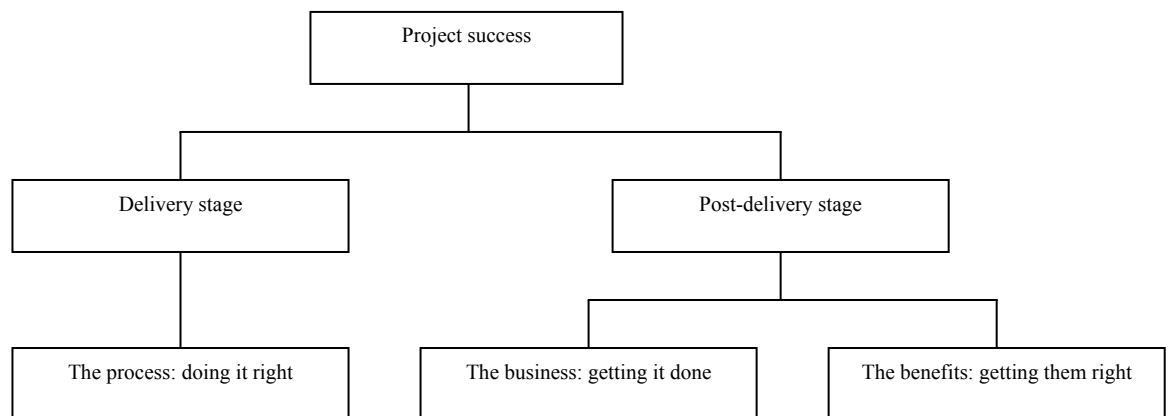 Project success
Delivery stage
Post-delivery stage
The process: doing it right
The business: getting it done
The benefits: getting them right